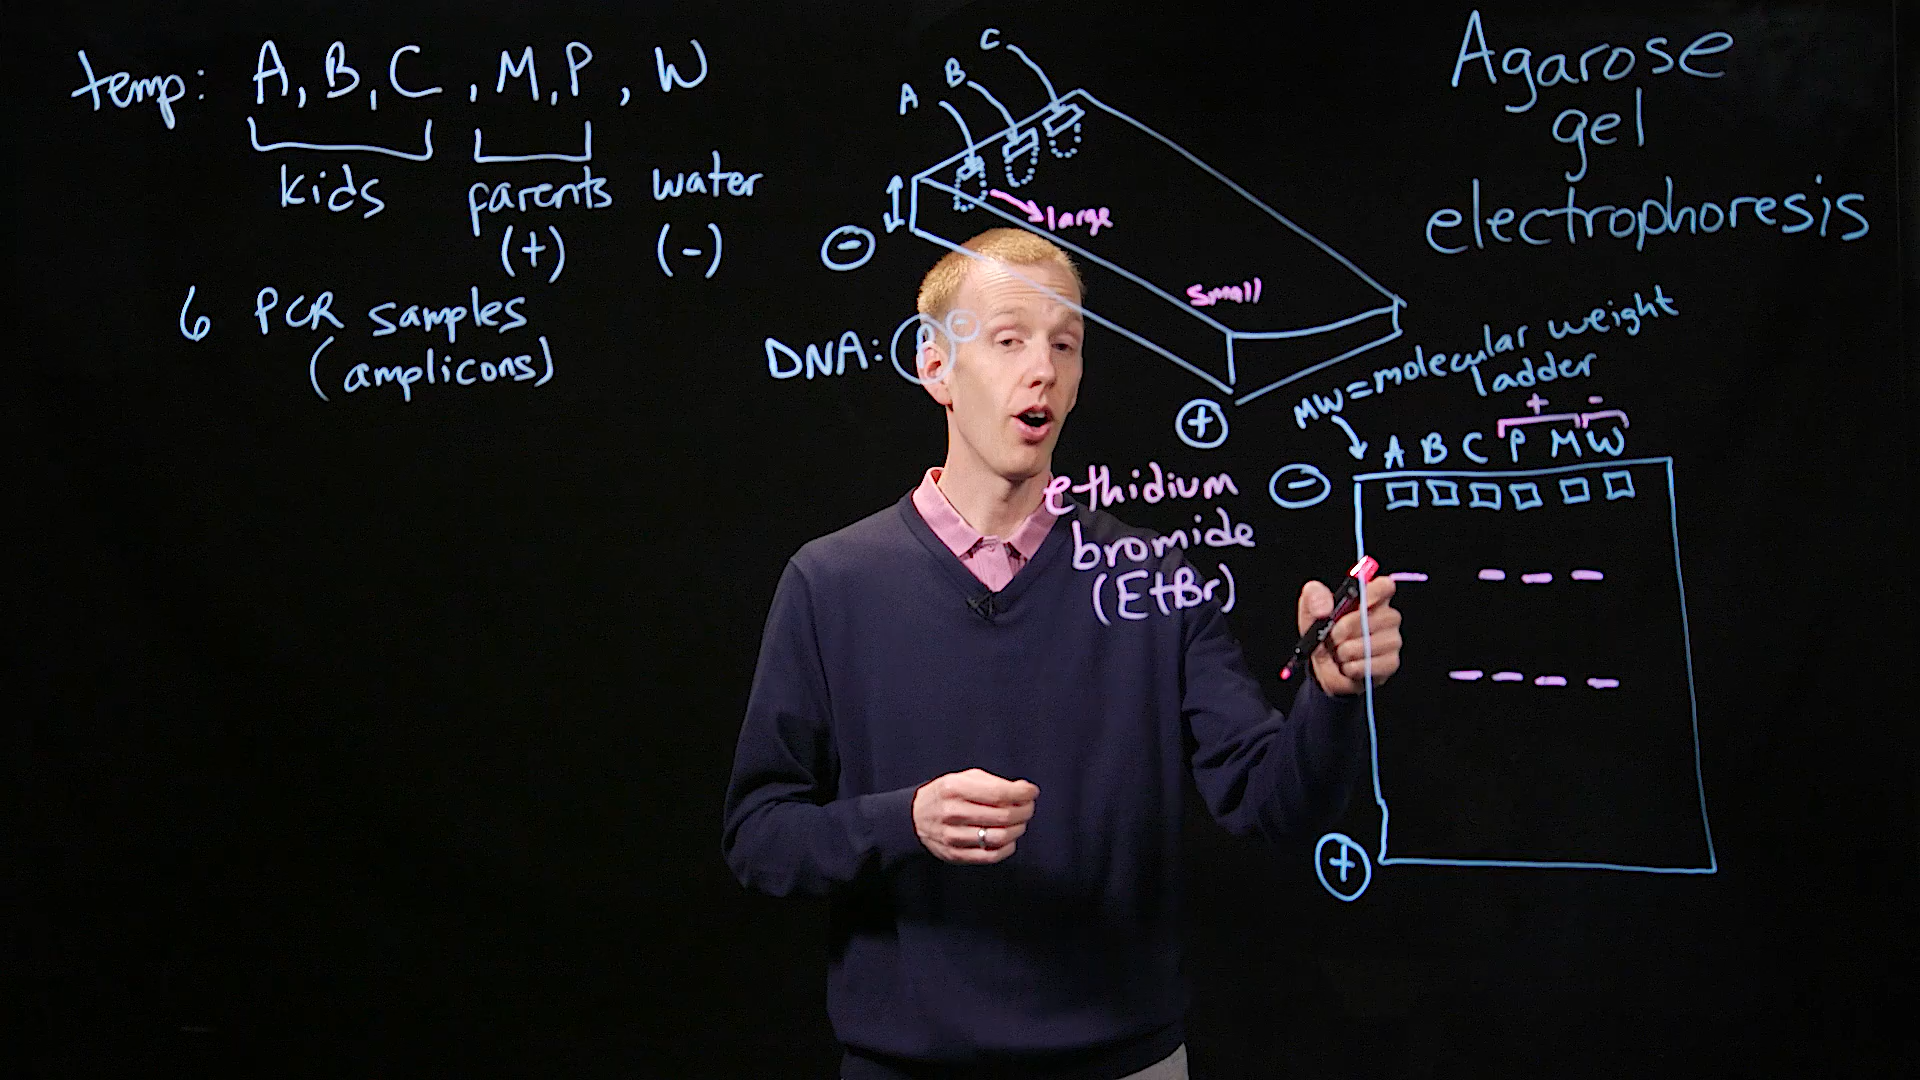 temp: A, B, C, M, P, W
kids parents water
(+) (-)
6 PCR samples
(amplicons)
A B C
large
small
-
DNA: -
+
Agarose
gel
electrophoresis
MW = molecular weight
ladder
+ -
A B C P M W
-
ethidium
bromide
(EtBr)
+